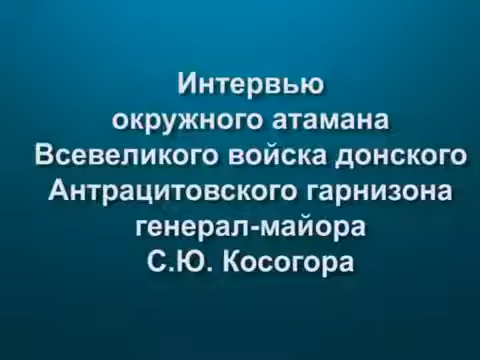 Интервью
окружного атамана
Всевеликого войска донского
Антрацитовского гарнизона
генерал-майора
С.Ю. Косогора